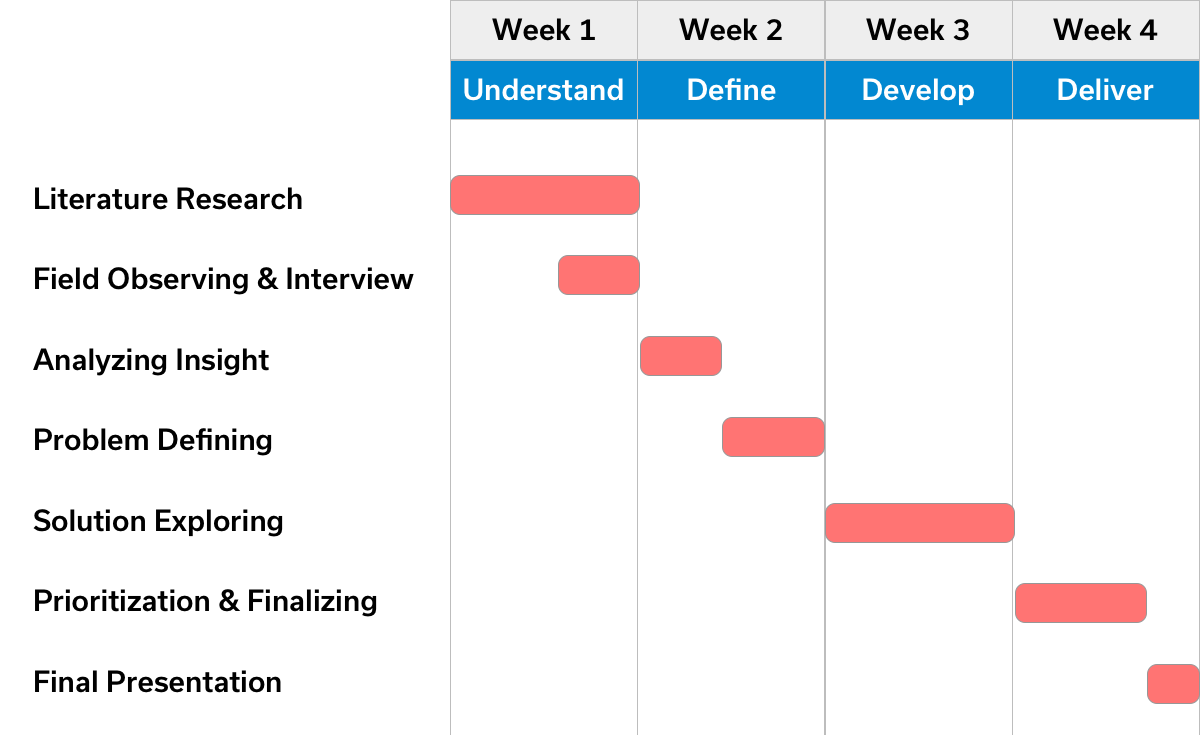 Week 1 Week 2 Week 3 Week 4
Understand Define Develop Deliver
Literature Research
Field Observing & Interview
Analyzing Insight
Problem Defining
Solution Exploring
Prioritization & Finalizing
Final Presentation